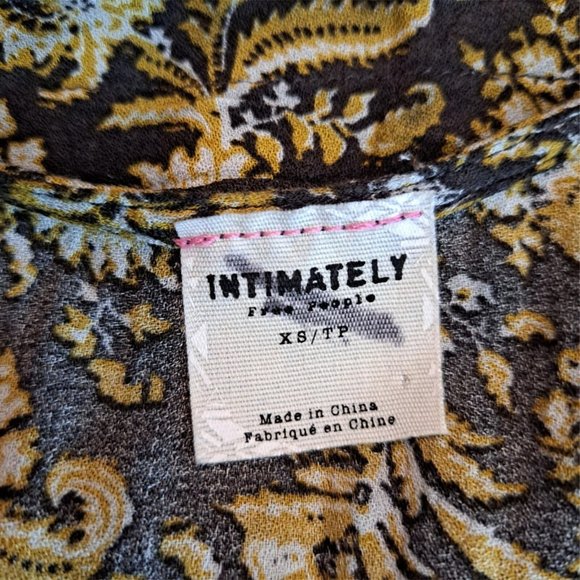 INTIMATELY
Free People
XS/TP
Made in China
Fabriqué en Chine